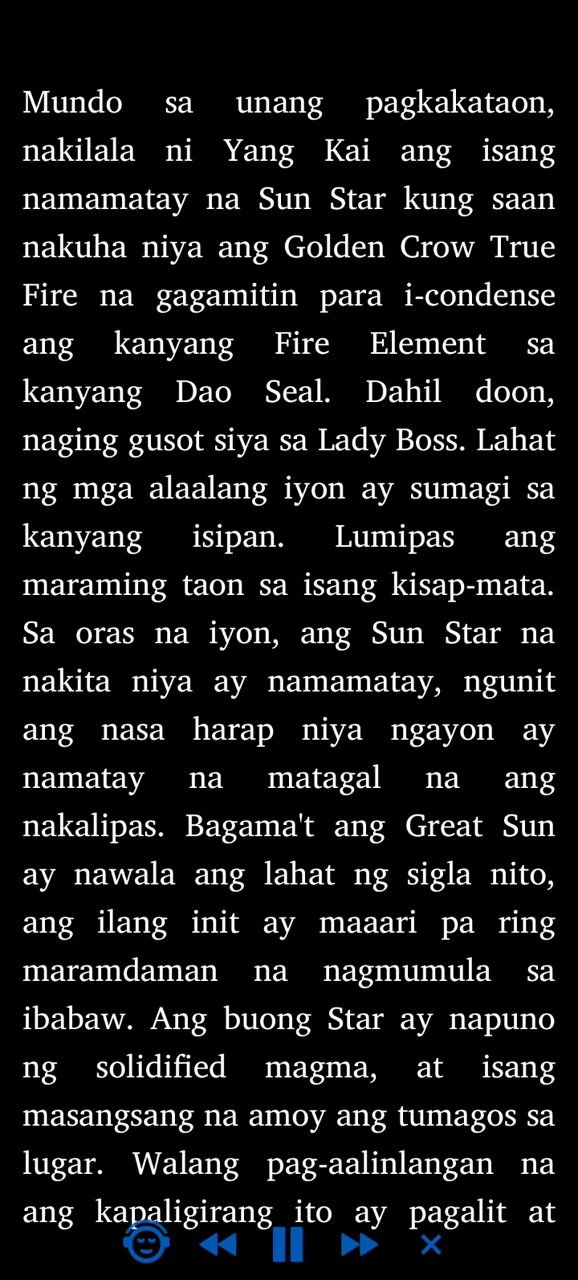 Mundo sa unang pagkakataon,
nakilala ni Yang Kai ang isang
namamatay na Sun Star kung saan
nakuha niya ang Golden Crow True
Fire na gagamitin para i-condense
ang kanyang Fire Element sa
kanyang Dao Seal. Dahil doon,
naging gusot siya sa Lady Boss. Lahat
ng mga alaalang iyon ay sumagi sa
kanyang isipan. Lumipas ang
maraming taon sa isang kisap-mata.
Sa oras na iyon, ang Sun Star na
nakita niya ay namamatay, ngunit
ang nasa harap niya ngayon ay
namatay na matagal na ang
nakalipas. Bagama't ang Great Sun
ay nawala ang lahat ng sigla nito,
ang ilang init ay maaari pa ring
maramdaman na nagmumula sa
ibabaw. Ang buong Star ay napuno
ng solidified magma, at isang
masangsang na amoy ang tumagos sa
lugar. Walang pag-aalinlangan na
ang kapaligirang ito ay pagalit at